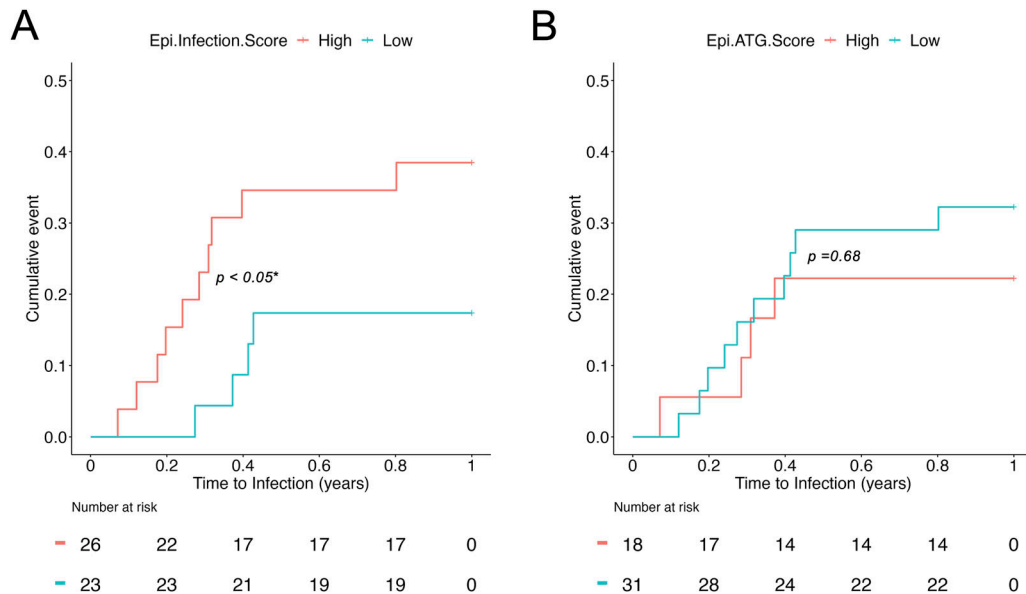 A
Epi.Infection.Score High Low
0.5
0.4
0.3
0.2
0.1
0.0
Cumulative event
p < 0.05*
0 0.2 0.4 0.6 0.8 1
Time to Infection (years)
Number at risk
26 22 17 17 17 0
23 23 21 19 19 0
B
Epi.ATG.Score High Low
0.5
0.4
0.3
0.2
0.1
0.0
Cumulative event
p =0.68
0 0.2 0.4 0.6 0.8 1
Time to Infection (years)
Number at risk
18 17 14 14 14 0
31 28 24 22 22 0